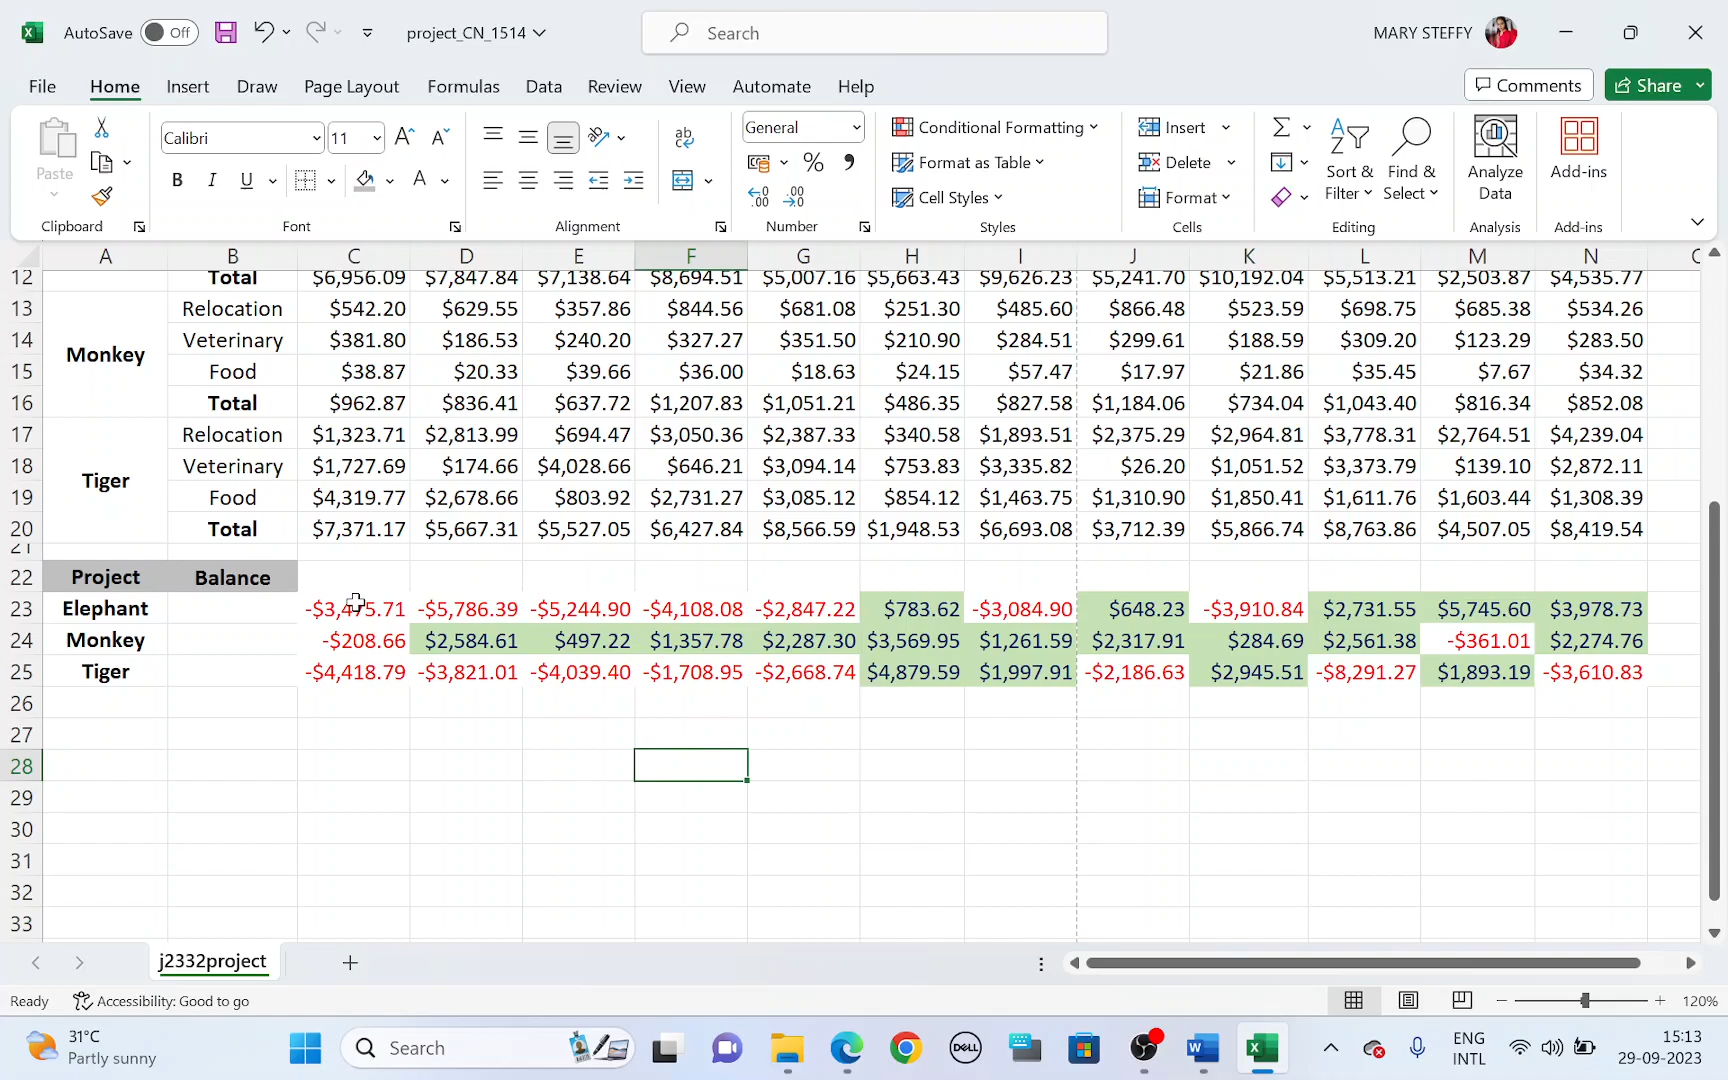 AutoSave Off project_CN_1514 Search MARY STEFFY
File Home Insert Draw Page Layout Formulas Data Review View Automate Help Comments Share
Paste Calibri 11 A A ab General Conditional Formatting Insert Σ A Z
B I U A % , Format as Table Delete Sort & Filter Find & Select Analyze Data Add-ins
.00 .00 Cell Styles Format
Clipboard Font Alignment Number Styles Cells Editing Analysis Add-ins
A B C D E F G H I J K L M N
12 Total $6,956.09 $7,847.84 $7,138.64 $8,694.51 $5,007.16 $5,663.43 $9,626.23 $5,241.70 $10,192.04 $5,513.21 $2,503.87 $4,535.77
13 Relocation $542.20 $629.55 $357.86 $844.56 $681.08 $251.30 $485.60 $866.48 $523.59 $698.75 $685.38 $534.26
14 Monkey Veterinary $381.80 $186.53 $240.20 $327.27 $351.50 $210.90 $284.51 $299.61 $188.59 $309.20 $123.29 $283.50
15 Food $38.87 $20.33 $39.66 $36.00 $18.63 $24.15 $57.47 $17.97 $21.86 $35.45 $7.67 $34.32
16 Total $962.87 $836.41 $637.72 $1,207.83 $1,051.21 $486.35 $827.58 $1,184.06 $734.04 $1,043.40 $816.34 $852.08
17 Relocation $1,323.71 $2,813.99 $694.47 $3,050.36 $2,387.33 $340.58 $1,893.51 $2,375.29 $2,964.81 $3,778.31 $2,764.51 $4,239.04
18 Tiger Veterinary $1,727.69 $174.66 $4,028.66 $646.21 $3,094.14 $753.83 $3,335.82 $26.20 $1,051.52 $3,373.79 $139.10 $2,872.11
19 Food $4,319.77 $2,678.66 $803.92 $2,731.27 $3,085.12 $854.12 $1,463.75 $1,310.90 $1,850.41 $1,611.76 $1,603.44 $1,308.39
20 Total $7,371.17 $5,667.31 $5,527.05 $6,427.84 $8,566.59 $1,948.53 $6,693.08 $3,712.39 $5,866.74 $8,763.86 $4,507.05 $8,419.54
21
22 Project Balance
23 Elephant -$3,475.71 -$5,786.39 -$5,244.90 -$4,108.08 -$2,847.22 $783.62 -$3,084.90 $648.23 -$3,910.84 $2,731.55 $5,745.60 $3,978.73
24 Monkey -$208.66 $2,584.61 $497.22 $1,357.78 $2,287.30 $3,569.95 $1,261.59 $2,317.91 $284.69 $2,561.38 -$361.01 $2,274.76
25 Tiger -$4,418.79 -$3,821.01 -$4,039.40 -$1,708.95 -$2,668.74 $4,879.59 $1,997.91 -$2,186.63 $2,945.51 -$8,291.27 $1,893.19 -$3,610.83
26
27
28
29
30
31
32
33
j2332project
Ready Accessibility: Good to go 120%
31°C Partly sunny Search DELL ENG INTL 15:13 29-09-2023